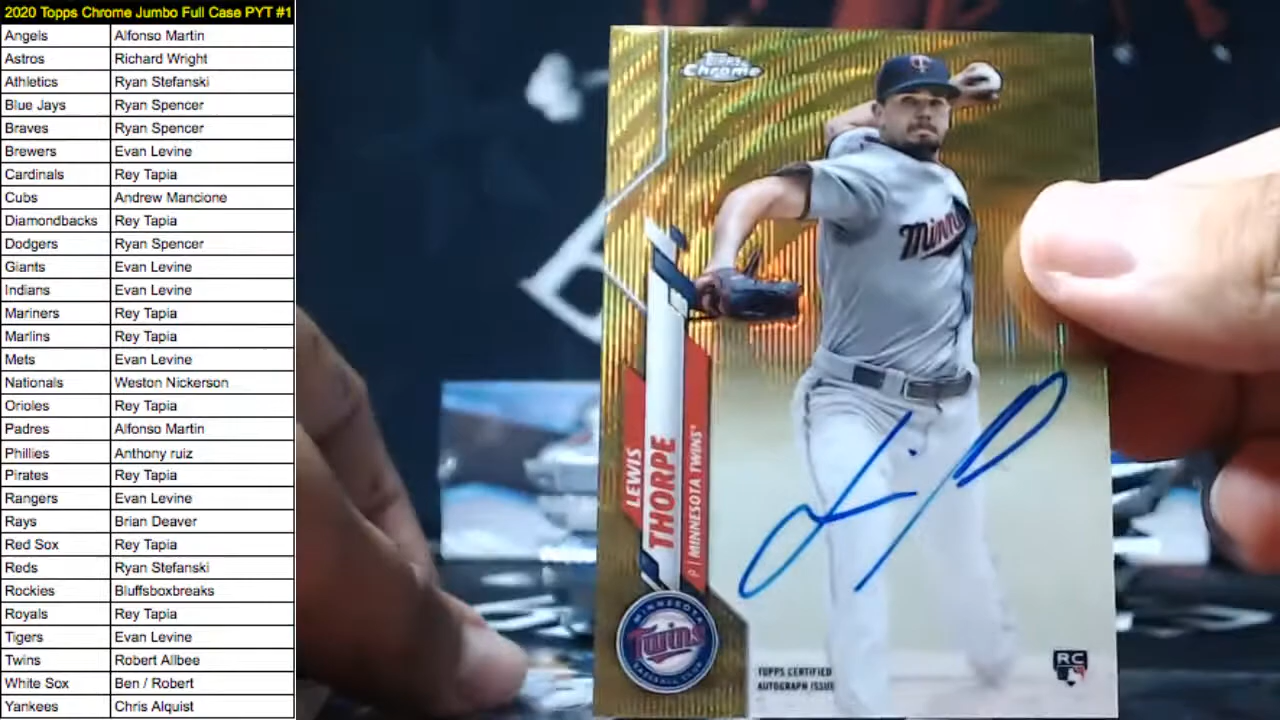 2020 Topps Chrome Jumbo Full Case PYT #1
Angels Alfonso Martin
Astros Richard Wright
Athletics Ryan Stefanski
Blue Jays Ryan Spencer
Braves Ryan Spencer
Brewers Evan Levine
Cardinals Rey Tapia
Cubs Andrew Mancione
Diamondbacks Rey Tapia
Dodgers Ryan Spencer
Giants Evan Levine
Indians Evan Levine
Mariners Rey Tapia
Marlins Rey Tapia
Mets Evan Levine
Nationals Weston Nickerson
Orioles Rey Tapia
Padres Alfonso Martin
Phillies Anthony ruiz
Pirates Rey Tapia
Rangers Evan Levine
Rays Brian Deaver
Red Sox Rey Tapia
Reds Ryan Stefanski
Rockies Bluffsboxbreaks
Royals Rey Tapia
Tigers Evan Levine
Twins Robert Allbee
White Sox Ben / Robert
Yankees Chris Alquist
Topps
Chrome
LEWIS
THORPE
P | MINNESOTA TWINS
MINNESOTA
Twins
BASEBALL CLUB
TOPPS CERTIFIED
AUTOGRAPH ISSUE
RC